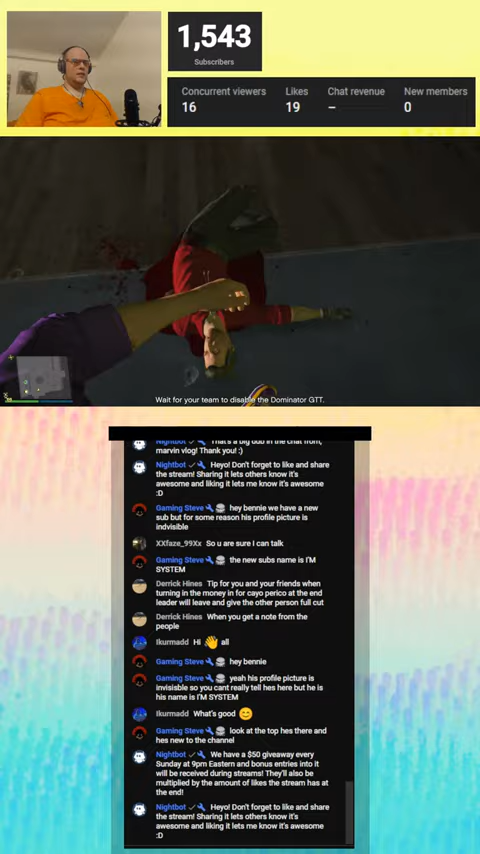 1,543
Subscribers
Concurrent viewers Likes Chat revenue New members
16 19 – 0
Wait for your team to disable the Dominator GTT.
Nightbot That's a big dub in the chat from,
marvin vlog! Thank you! :)
Nightbot Heyo! Don't forget to like and share
the stream! Sharing it lets others know it's
awesome and liking it lets me know it's awesome
:D
Gaming Steve hey bennie we have a new
sub but for some reason his profile picture is
indvisible
XXfaze_99Xx So u are sure I can talk
Gaming Steve the new subs name is I'M
SYSTEM
Derrick Hines Tip for you and your friends when
turning in the money in for cayo perico at the end
leader will leave and give the other person full cut
Derrick Hines When you get a note from the
people
Ikurmadd Hi 👋 all
Gaming Steve hey bennie
Gaming Steve yeah his profile picture is
invisible so you cant really tell hes here but he is
his name is I'M SYSTEM
Ikurmadd What's good 😊
Gaming Steve look at the top hes there and
hes new to the channel
Nightbot We have a $50 giveaway every
Sunday at 9pm Eastern and bonus entries into it
will be received during streams! They'll also be
multiplied by the amount of likes the stream has at
the end!
Nightbot Heyo! Don't forget to like and share
the stream! Sharing it lets others know it's
awesome and liking it lets me know it's awesome
:D